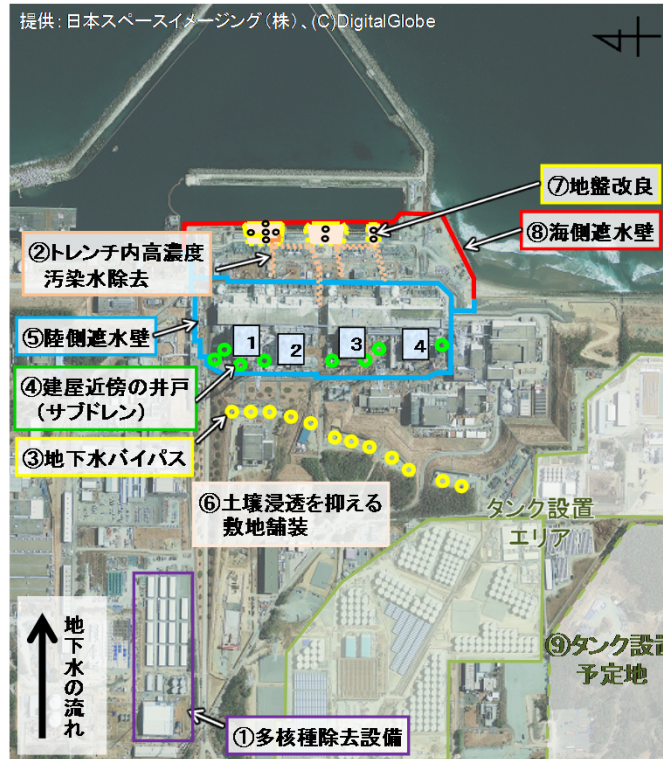 提供:日本スペースイメージング(株)、(C)DigitalGlobe
⑦地盤改良
⑧海側遮水壁
②トレンチ内高濃度
汚染水除去
⑤陸側遮水壁
1
2
3
4
④建屋近傍の井戸
(サブドレン)
③地下水バイパス
⑥土壌浸透を抑える
敷地舗装
タンク設置
エリア
⑨タンク設置
予定地
地下水の流れ
①多核種除去設備